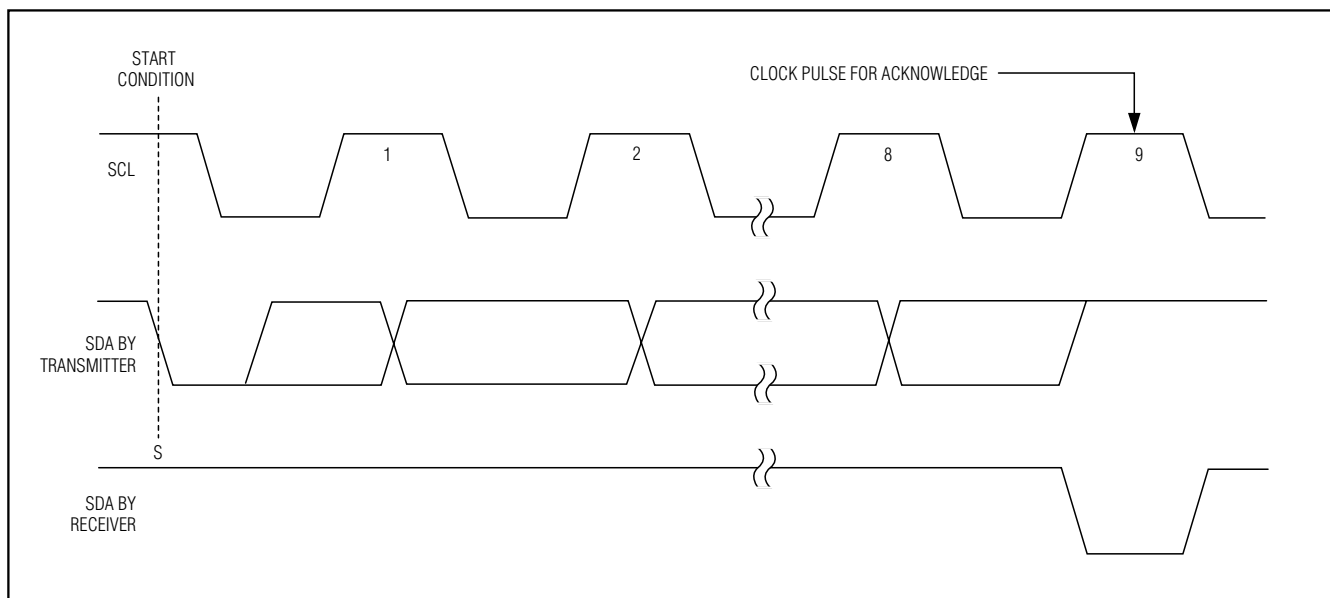 START
CONDITION
CLOCK PULSE FOR ACKNOWLEDGE
SCL
1
2
8
9
SDA BY
TRANSMITTER
S
SDA BY
RECEIVER